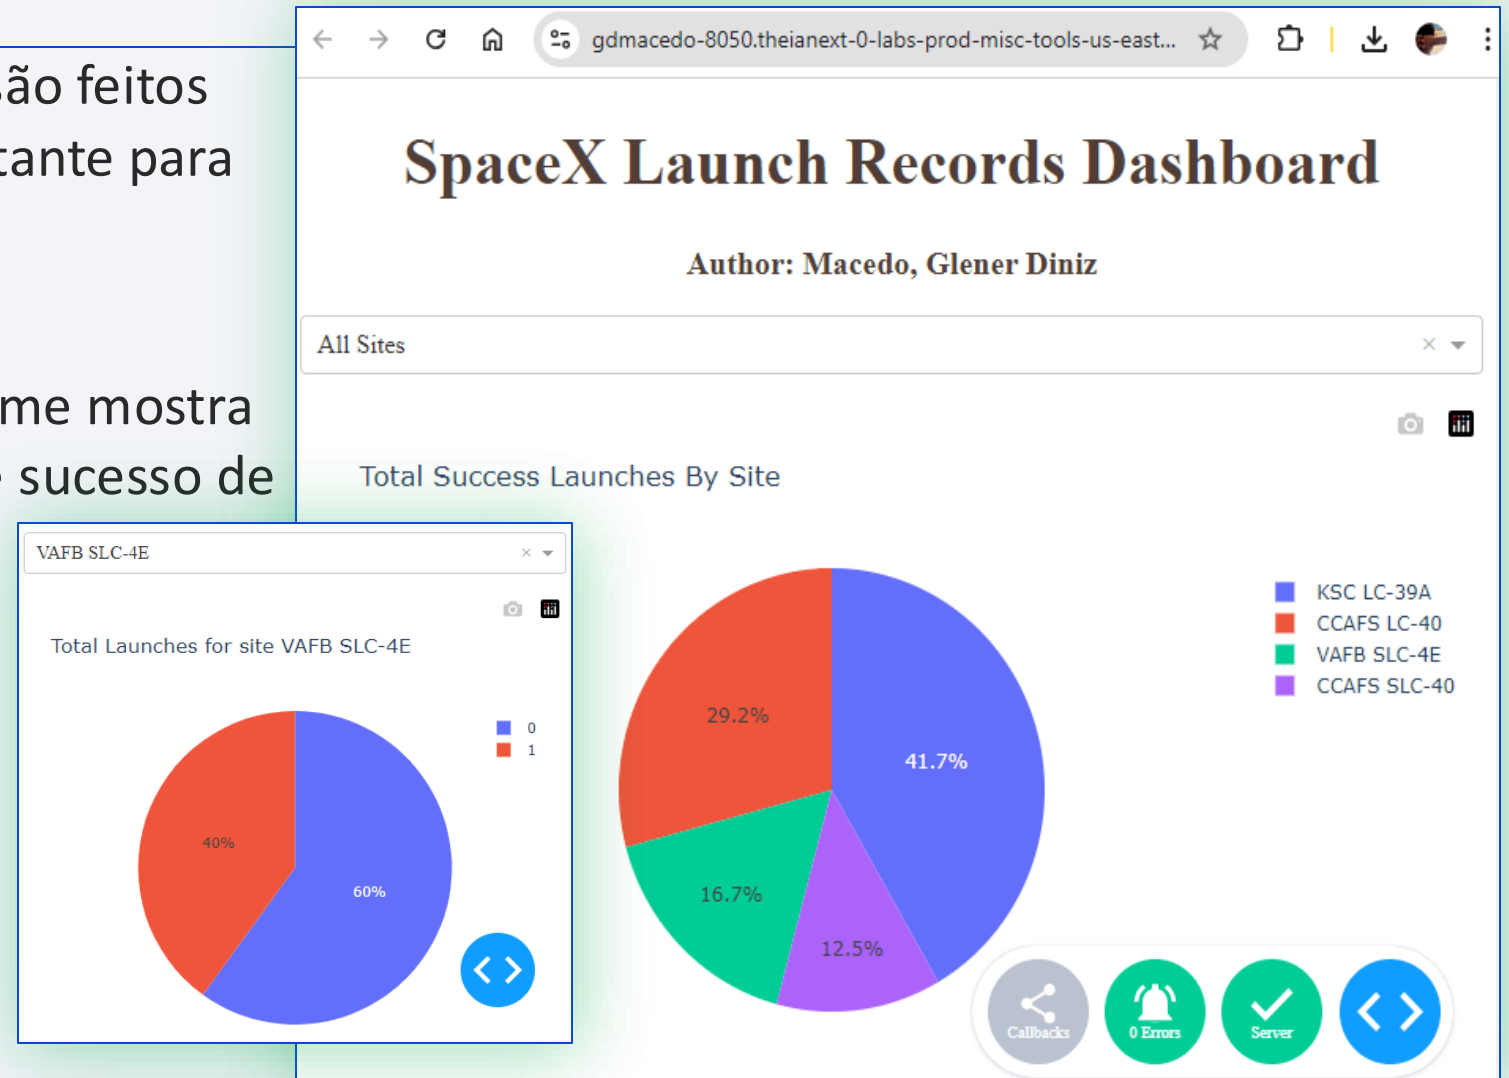 são feitos
tante para
me mostra
e sucesso de
gdmacedo-8050.theianext-0-labs-prod-misc-tools-us-east...
SpaceX Launch Records Dashboard
Author: Macedo, Glener Diniz
All Sites
Total Success Launches By Site
KSC LC-39A
CCAFS LC-40
VAFB SLC-4E
CCAFS SLC-40
29.2%
41.7%
16.7%
12.5%
Callbacks
0 Errors
Server
VAFB SLC-4E
Total Launches for site VAFB SLC-4E
0
1
40%
60%